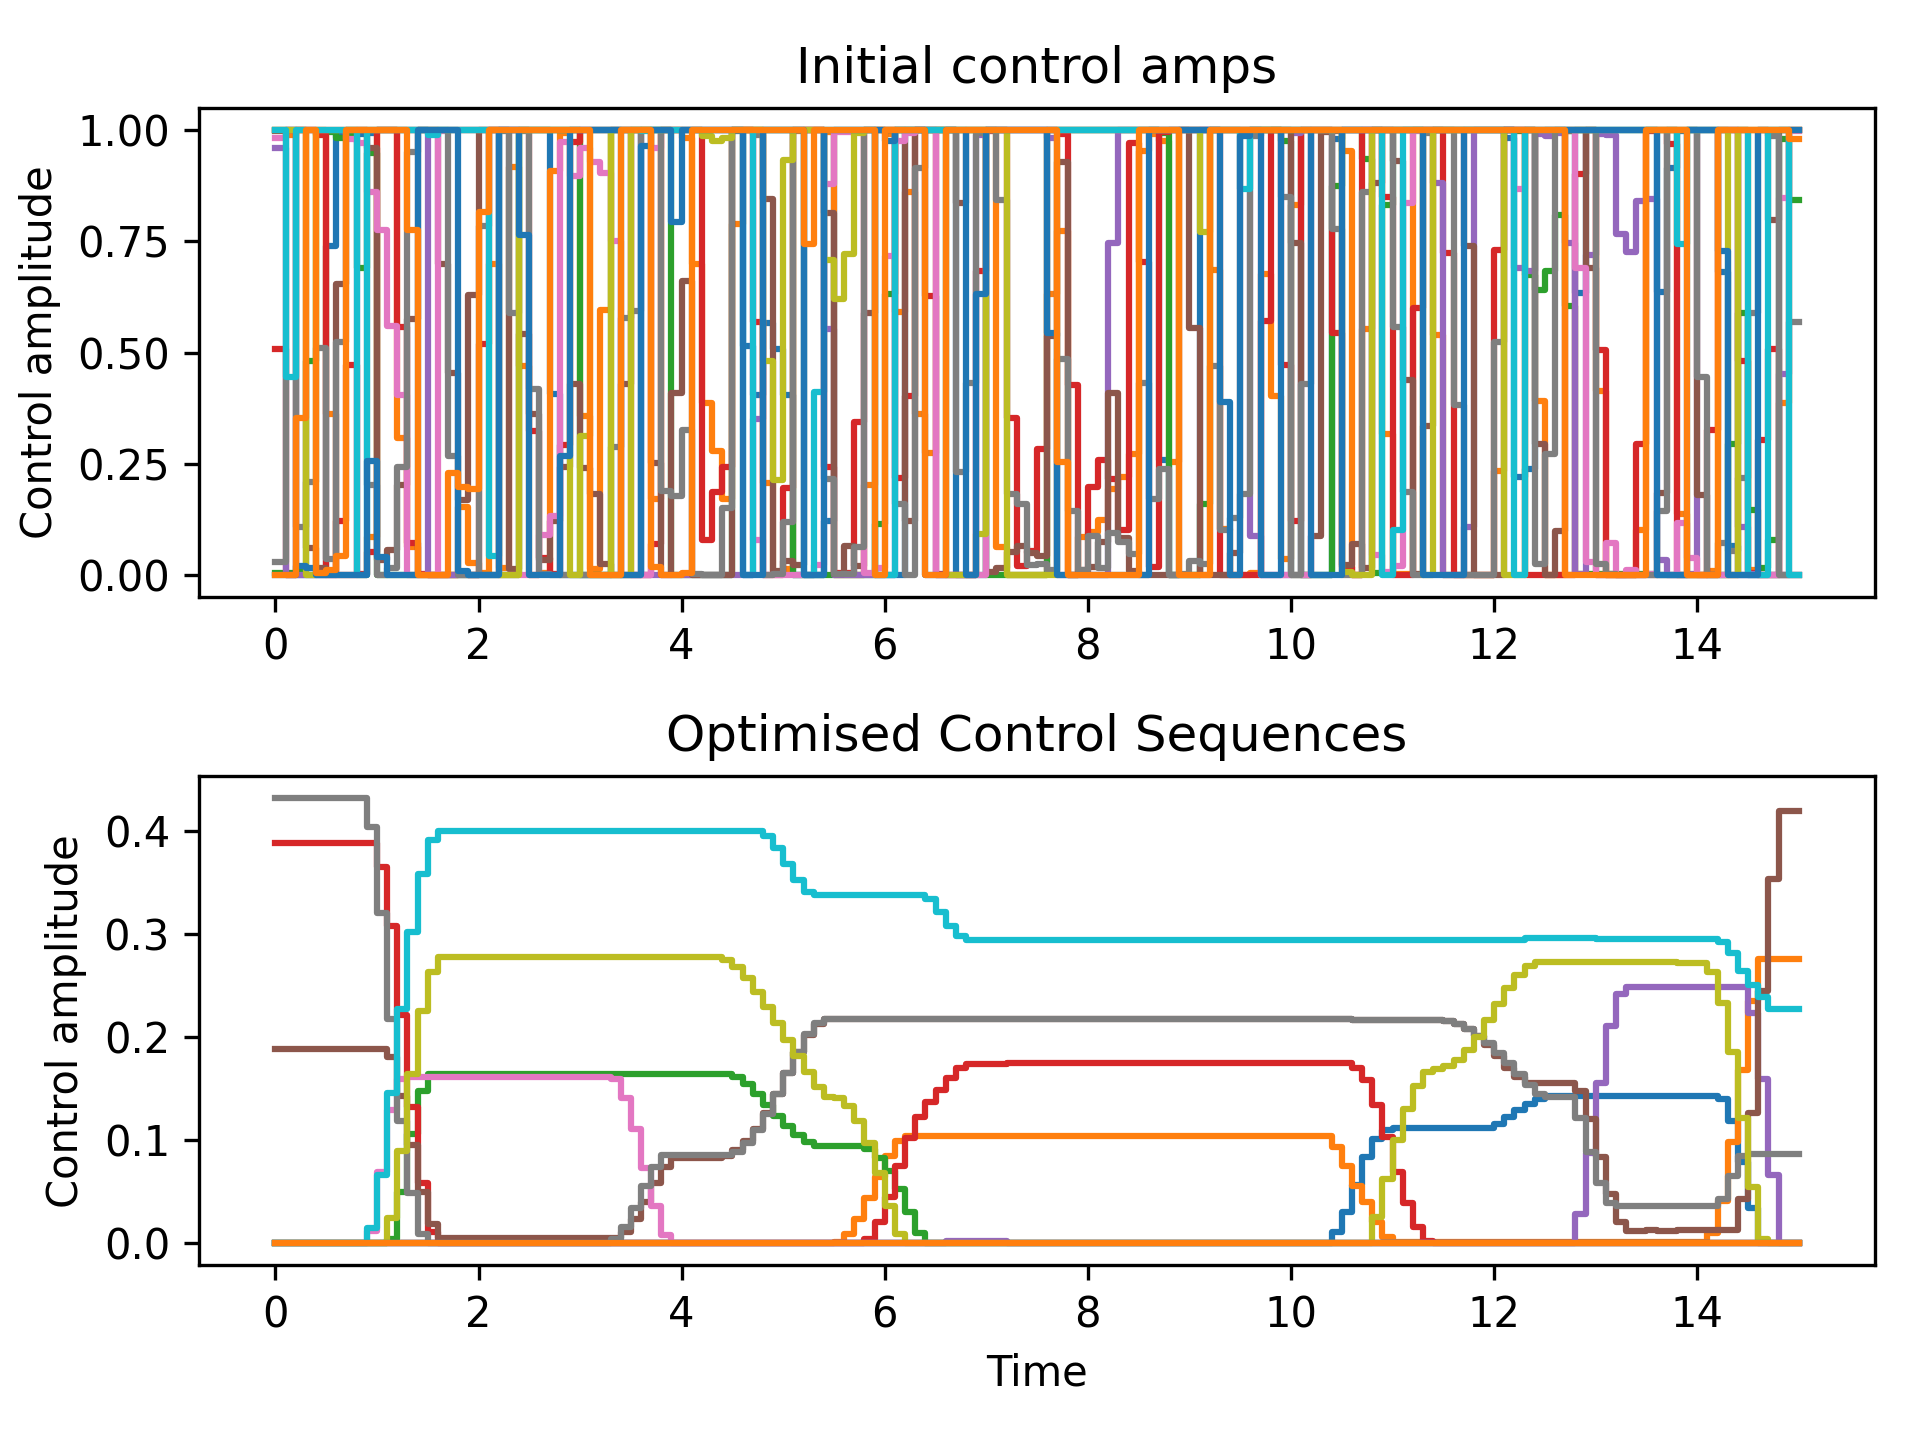 Initial control amps
Control amplitude
1.00
0.75
0.50
0.25
0.00
0 2 4 6 8 10 12 14
Optimised Control Sequences
Control amplitude
0.4
0.3
0.2
0.1
0.0
0 2 4 6 8 10 12 14
Time